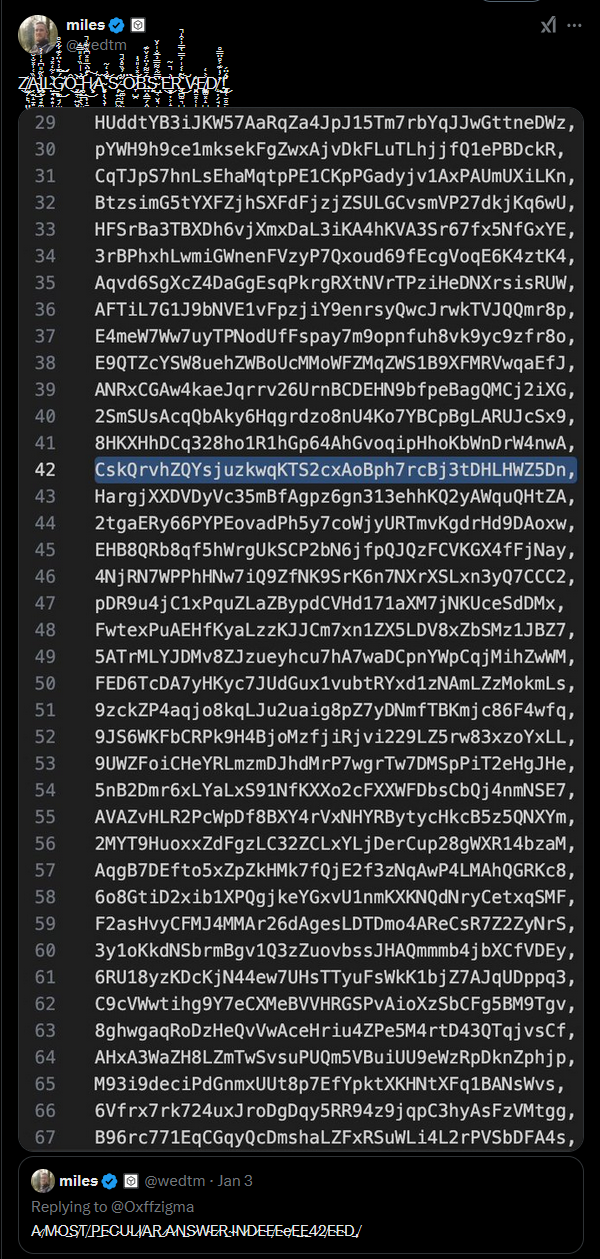 miles
@wedtm
ZALGO HAS OBSERVED/I,
29 HUddtYB3iJKW57AaRqZa4JpJ15Tm7rbYqJJwGttneDWz,
30 pYWH9h9ce1mksekFgZwxAjvDkFLuTLhjjfQ1ePBDckR,
31 CqTJpS7hnLsEhaMqtpPE1CKpPGadyjv1AxPAUmUXiLKn,
32 BtzsimG5tYXFZjhSXFdFjzjZSULGCvsmVP27dkjKq6wU,
33 HFSrBa3TBXDh6vjXmxDaL3iKA4hKVA3Sr67fx5NfGxYE,
34 3rBPhxhLwmiGWnenFVzyP7Qxoud69fEcgVoqE6K4ztK4,
35 Aqvd6SgXcZ4DaGgEsqPkrgRXtNVrTPziHeDNXrsisRUW,
36 AFTiL7G1J9bNVE1vFpzjiY9enrsyQwcJrwkTVJQQmr8p,
37 E4meW7Ww7uyTPNodUfFspay7m9opnfuh8vk9yc9zfr8o,
38 E9QTZcYSW8uehZWBoUcMMoWFZMqZWS1B9XFMRVwqaEfJ,
39 ANRxCGAw4kaeJqrrv26UrnBCDEHN9bfpeBagQMCj2iXG,
40 2SmSUsAcqQbAky6Hqgrdzo8nU4Ko7YBCpBgLARUJcSx9,
41 8HKXHhDCq328ho1R1hGp64AhGvoqipHhoKbWnDrW4nwA,
42 CskQrvhZQYsjuzkwqKTS2cxAoBph7rcBj3tDHLHWZ5Dn,
43 HargjXXDVDyVc35mBfAgpz6gn313ehhKQ2yAWquQHtZA,
44 2tgaERy66PYPEovadPh5y7coWjyURTmvKgdrHd9DAoxw,
45 EHB8QRb8qf5hWrgUkSCP2bN6jfpQJQzFCVKGX4fFjNay,
46 4NjRN7WPPhHNw7iQ9ZfNK9SrK6n7NXrXSLxn3yQ7CCC2,
47 pDR9u4jC1xPquZLaZBypdCVHd171aXM7jNKUceSdDMx,
48 FwtexPuAEHfKyaLzzKJJCm7xn1ZX5LDV8xZbSMz1JBZ7,
49 5ATrMLYJDMv8ZJzueyhcu7hA7waDCpnYWpCqjMihZwWM,
50 FED6TcDA7yHKyc7JUdGux1vubtRYxd1zNAmLZzMokmLs,
51 9zckZP4aqjo8kqLJu2uaig8pZ7yDNmfTBKmjc86F4wfq,
52 9JS6WKFbCRPk9H4BjoMzfjiRjvi229LZ5rw83xzoYxLL,
53 9UWZFoiCHeYRLmzmDJhdMrP7wgrTw7DMSpPiT2eHgJHe,
54 5nB2Dmr6xLYaLxS91NfKXXo2cFXXWFDbsCbQj4nmNSE7,
55 AVAZvHLR2PcWpDf8BXY4rVxNHYRBytycHkcB5z5QNXYm,
56 2MYT9HuoxxZdFgzLC32ZCLxYLjDerCup28gWXR14bzaM,
57 AqgB7DEfto5xZpZkHMk7fQjE2f3zNqAwP4LMAhQGRKc8,
58 6o8GtiD2xib1XPQgjkeYGxvU1nmKXKNQdNryCetxqSMF,
59 F2asHvyCFMJ4MMAr26dAgesLDTDmo4AReCsR7Z2ZyNrS,
60 3y1oKkdNSbrmBgv1Q3zZuovbssJHAQmmmb4jbXCfVDEy,
61 6RU18yzKDcKjN44ew7UHsTTyuFsWkK1bjZ7AJqUDppq3,
62 C9cVWwtihg9Y7eCXMeBVVHRGSPvAioXzSbCFg5BM9Tgv,
63 8ghwgaqRoDzHeQvVwAceHriu4ZPe5M4rtD43QTqjvsCf,
64 AHxA3WaZH8LZmTwSvsuPUQm5VBuiUU9eWzRpDknZphjp,
65 M93i9deciPdGnmxUUt8p7EfYpktXKHNtXFq1BANsWvs,
66 6Vfrx7rk724uxJroDgDqy5RR94z9jqpC3hyAsFzVMtgg,
67 B96rc771EqCGqyQcDmshaLZFxRSuWLi4L2rPVSbDFA4s,
miles @wedtm · Jan 3
Replying to @Oxffzigma
A MOST/ PECULIAR ANSWER INDEE/EeEE42EED,/